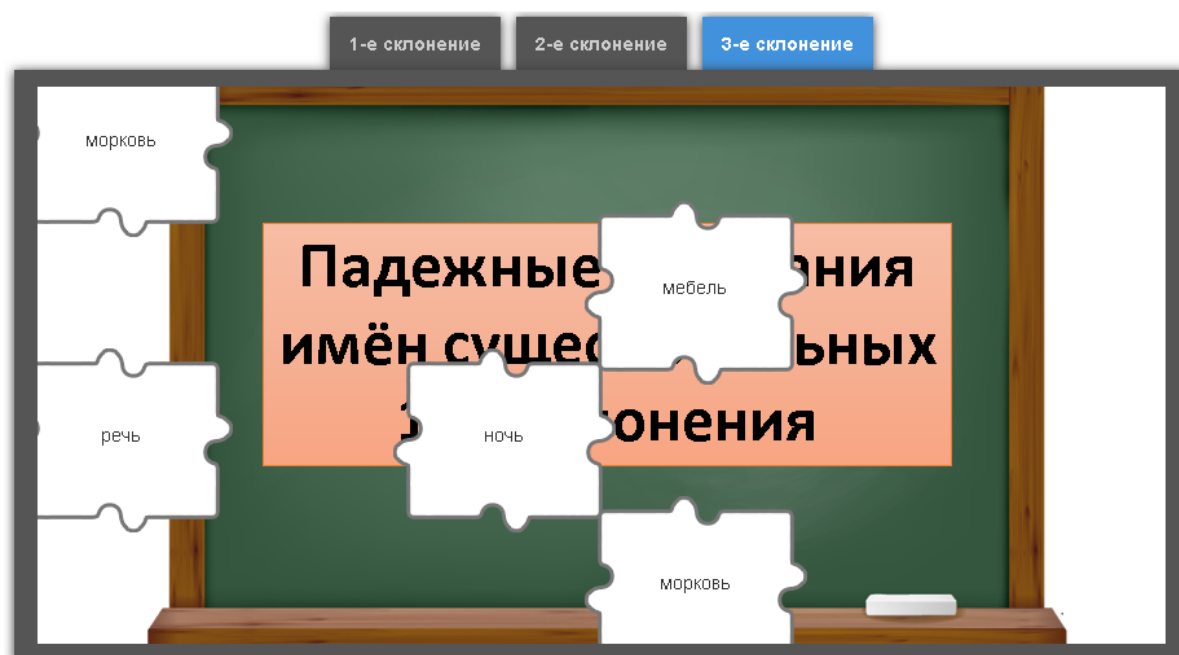 1-е склонение
2-е склонение
3-е склонение
морковь
Падежные ания
мебель
имён сущес ьных
речь
ночь
онения
морковь